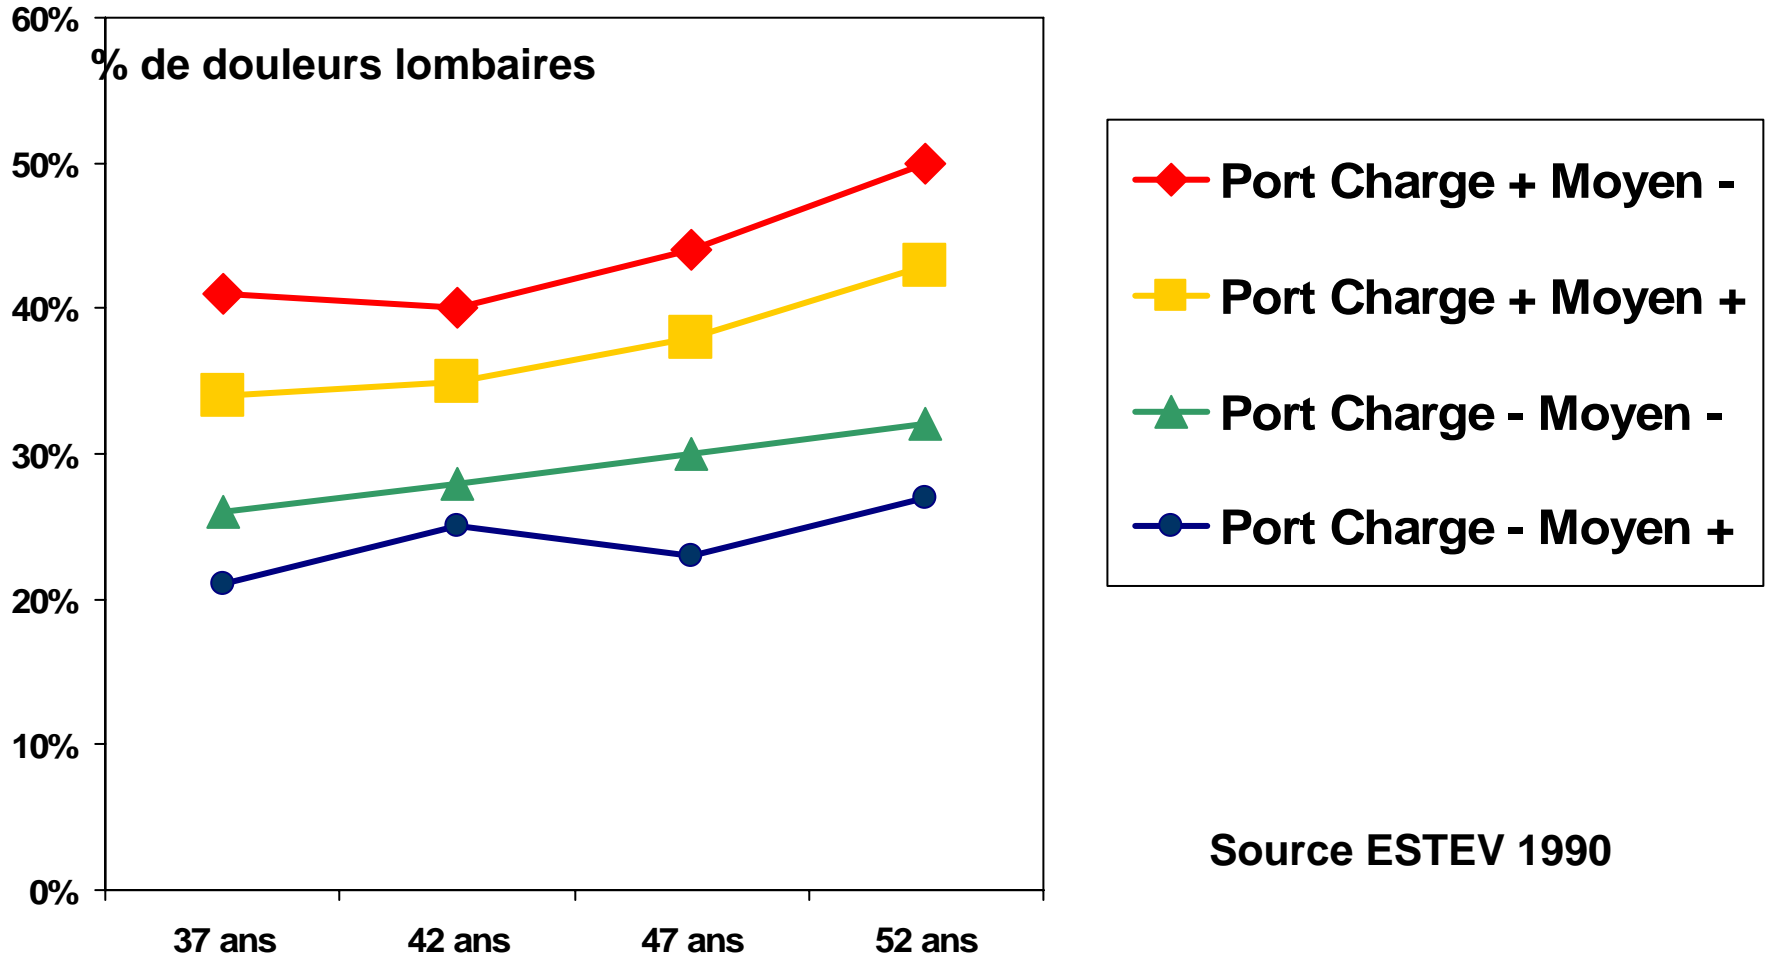 60%
% de douleurs lombaires
50%
40%
30%
20%
10%
0%
37 ans
42 ans
47 ans
52 ans
Port Charge + Moyen -
Port Charge + Moyen +
Port Charge - Moyen -
Port Charge - Moyen +
Source ESTEV 1990